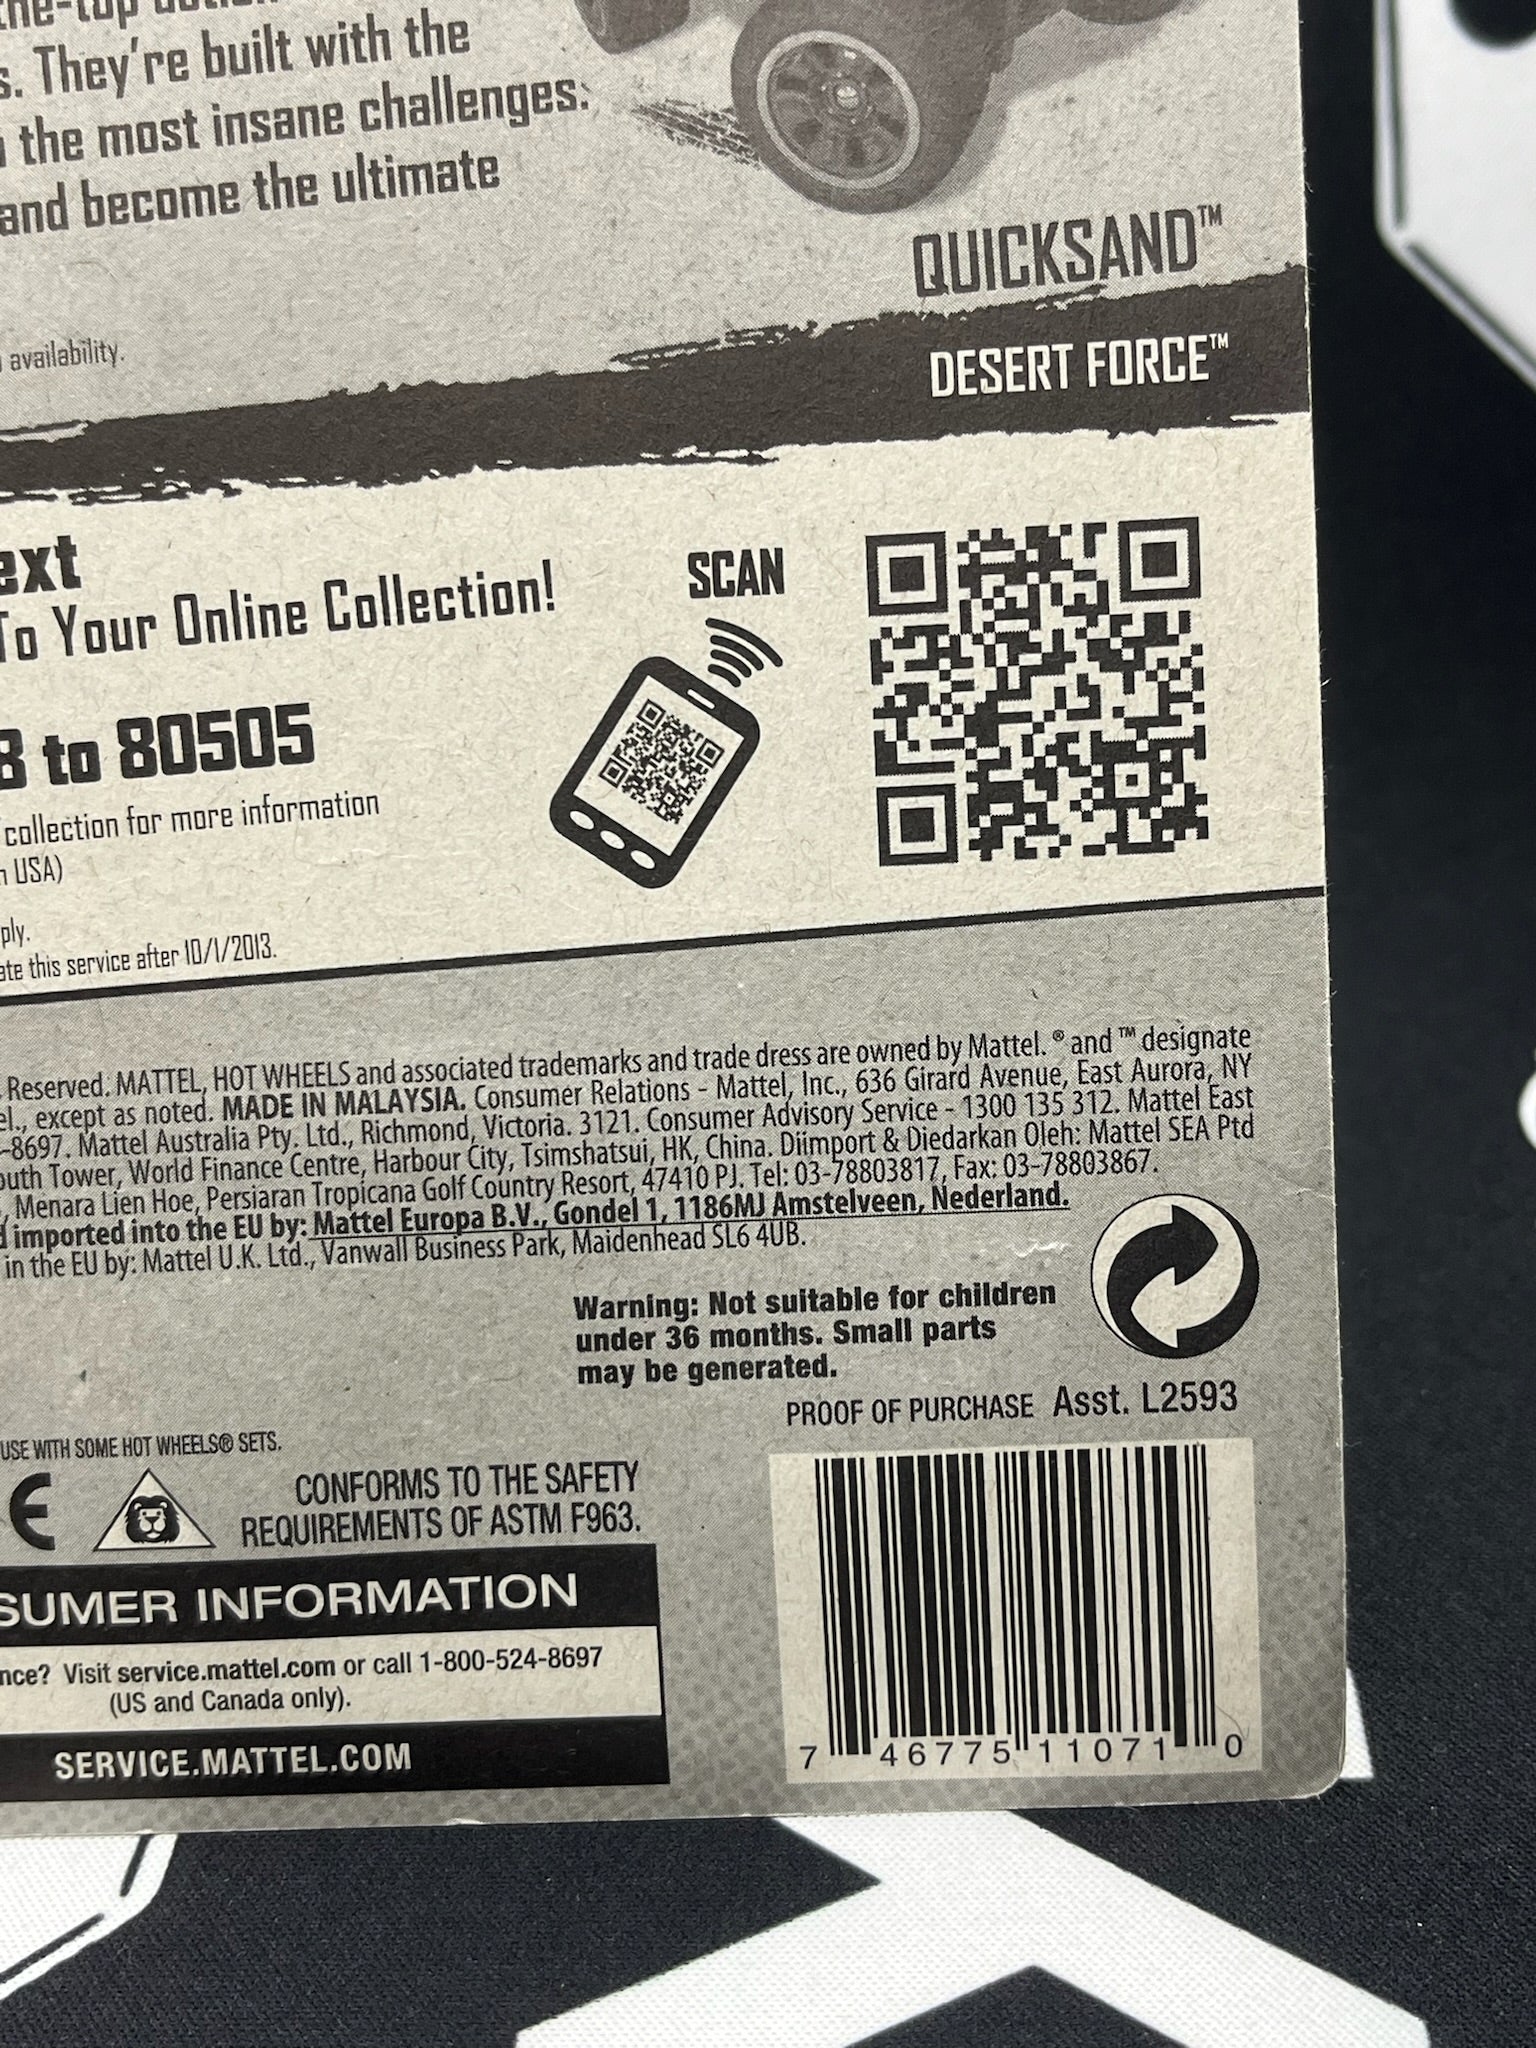 s. They're built with the
the most insane challenges.
and become the ultimate
QUICKSAND™
availability.
DESERT FORCE™
ext
To Your Online Collection!
SCAN
8 to 80505
collection for more information
USA)
ply.
ate this service after 10/1/2013.
Reserved. MATTEL, HOT WHEELS and associated trademarks and trade dress are owned by Mattel. ® and ™ designate
el., except as noted. MADE IN MALAYSIA. Consumer Relations - Mattel, Inc., 636 Girard Avenue, East Aurora, NY
-8697. Mattel Australia Pty. Ltd., Richmond, Victoria. 3121. Consumer Advisory Service - 1300 135 312. Mattel East
outh Tower, World Finance Centre, Harbour City, Tsimshatsui, HK, China. Diimport & Diedarkan Oleh: Mattel SEA Ptd
, Menara Lien Hoe, Persiaran Tropicana Golf Country Resort, 47410 PJ. Tel: 03-78803817, Fax: 03-78803867.
d imported into the EU by: Mattel Europa B.V., Gondel 1, 1186MJ Amstelveen, Nederland.
in the EU by: Mattel U.K. Ltd., Vanwall Business Park, Maidenhead SL6 4UB.
Warning: Not suitable for children
under 36 months. Small parts
may be generated.
PROOF OF PURCHASE Asst. L2593
USE WITH SOME HOT WHEELS® SETS.
CONFORMS TO THE SAFETY
REQUIREMENTS OF ASTM F963.
SUMER INFORMATION
nce? Visit service.mattel.com or call 1-800-524-8697
(US and Canada only).
SERVICE.MATTEL.COM
7 46775 11071 0